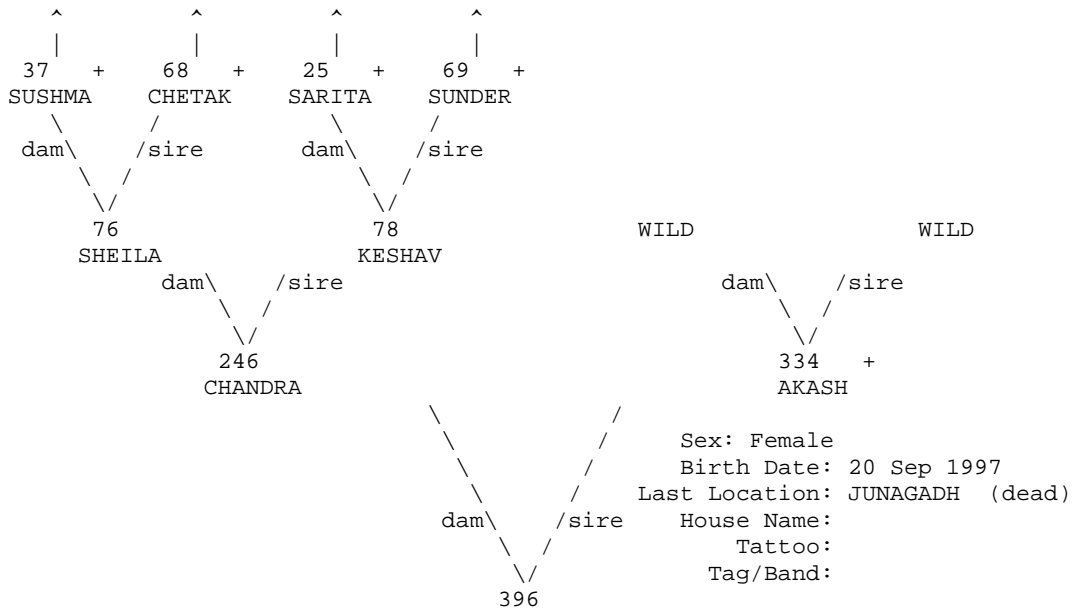 ^ ^ ^ ^
| | | |
37 + 68 + 25 + 69 +
SUSHMA CHETAK SARITA SUNDER
\ / \ /
dam\ /sire dam\ /sire
\ / \ /
\/ \/
76 78 WILD WILD
SHEILA KESHAV
dam\ /sire dam\ /sire
\ / \ /
\/ \/
246 334 +
CHANDRA AKASH
\ /
\ / Sex: Female
\ / Birth Date: 20 Sep 1997
\ / Last Location: JUNAGADH (dead)
dam\ /sire House Name:
\ / Tattoo:
\/ Tag/Band:
396